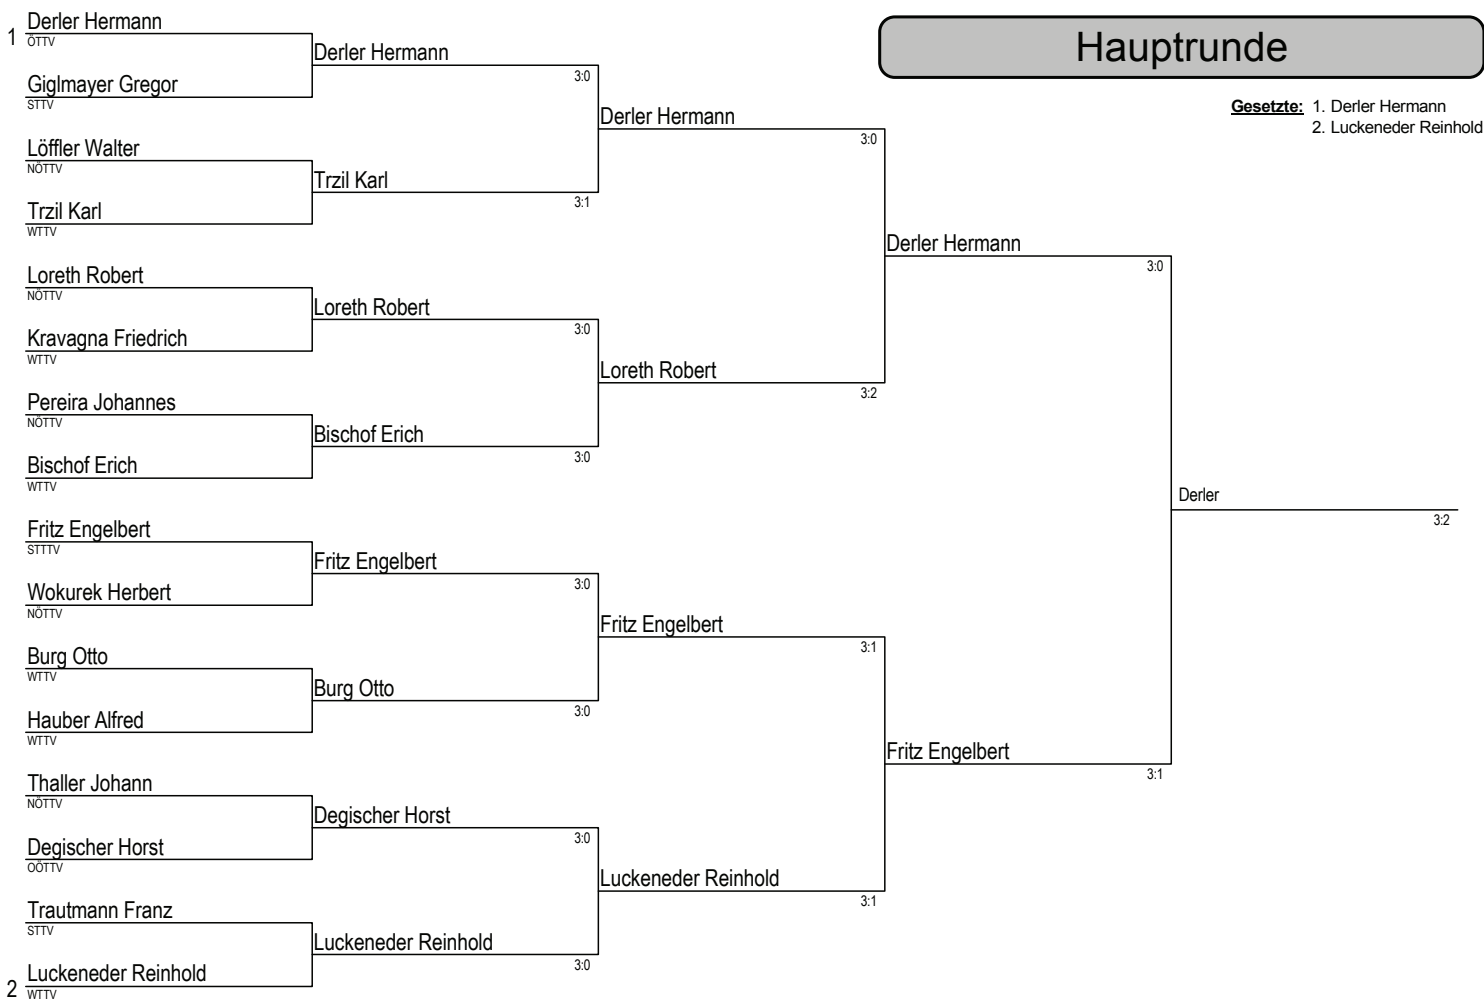 Hauptrunde
Gesetzte: 1. Derler Hermann
2. Luckeneder Reinhold
1
Derler Hermann
ÖTTV
Giglmayer Gregor
STTV
Löffler Walter
NÖTTV
Trzil Karl
WTTV
Loreth Robert
NÖTTV
Kravagna Friedrich
WTTV
Pereira Johannes
NÖTTV
Bischof Erich
WTTV
Fritz Engelbert
STTTV
Wokurek Herbert
NÖTTV
Burg Otto
WTTV
Hauber Alfred
WTTV
Thaller Johann
NÖTTV
Degischer Horst
OÖTTV
Trautmann Franz
STTV
2
Luckeneder Reinhold
WTTV
Derler Hermann
3:0
Trzil Karl
3:1
Loreth Robert
3:0
Bischof Erich
3:0
Fritz Engelbert
3:0
Burg Otto
3:0
Degischer Horst
3:0
Luckeneder Reinhold
3:0
Derler Hermann
3:0
Loreth Robert
3:2
Fritz Engelbert
3:1
Luckeneder Reinhold
3:1
Derler Hermann
3:0
Fritz Engelbert
3:1
Derler
3:2